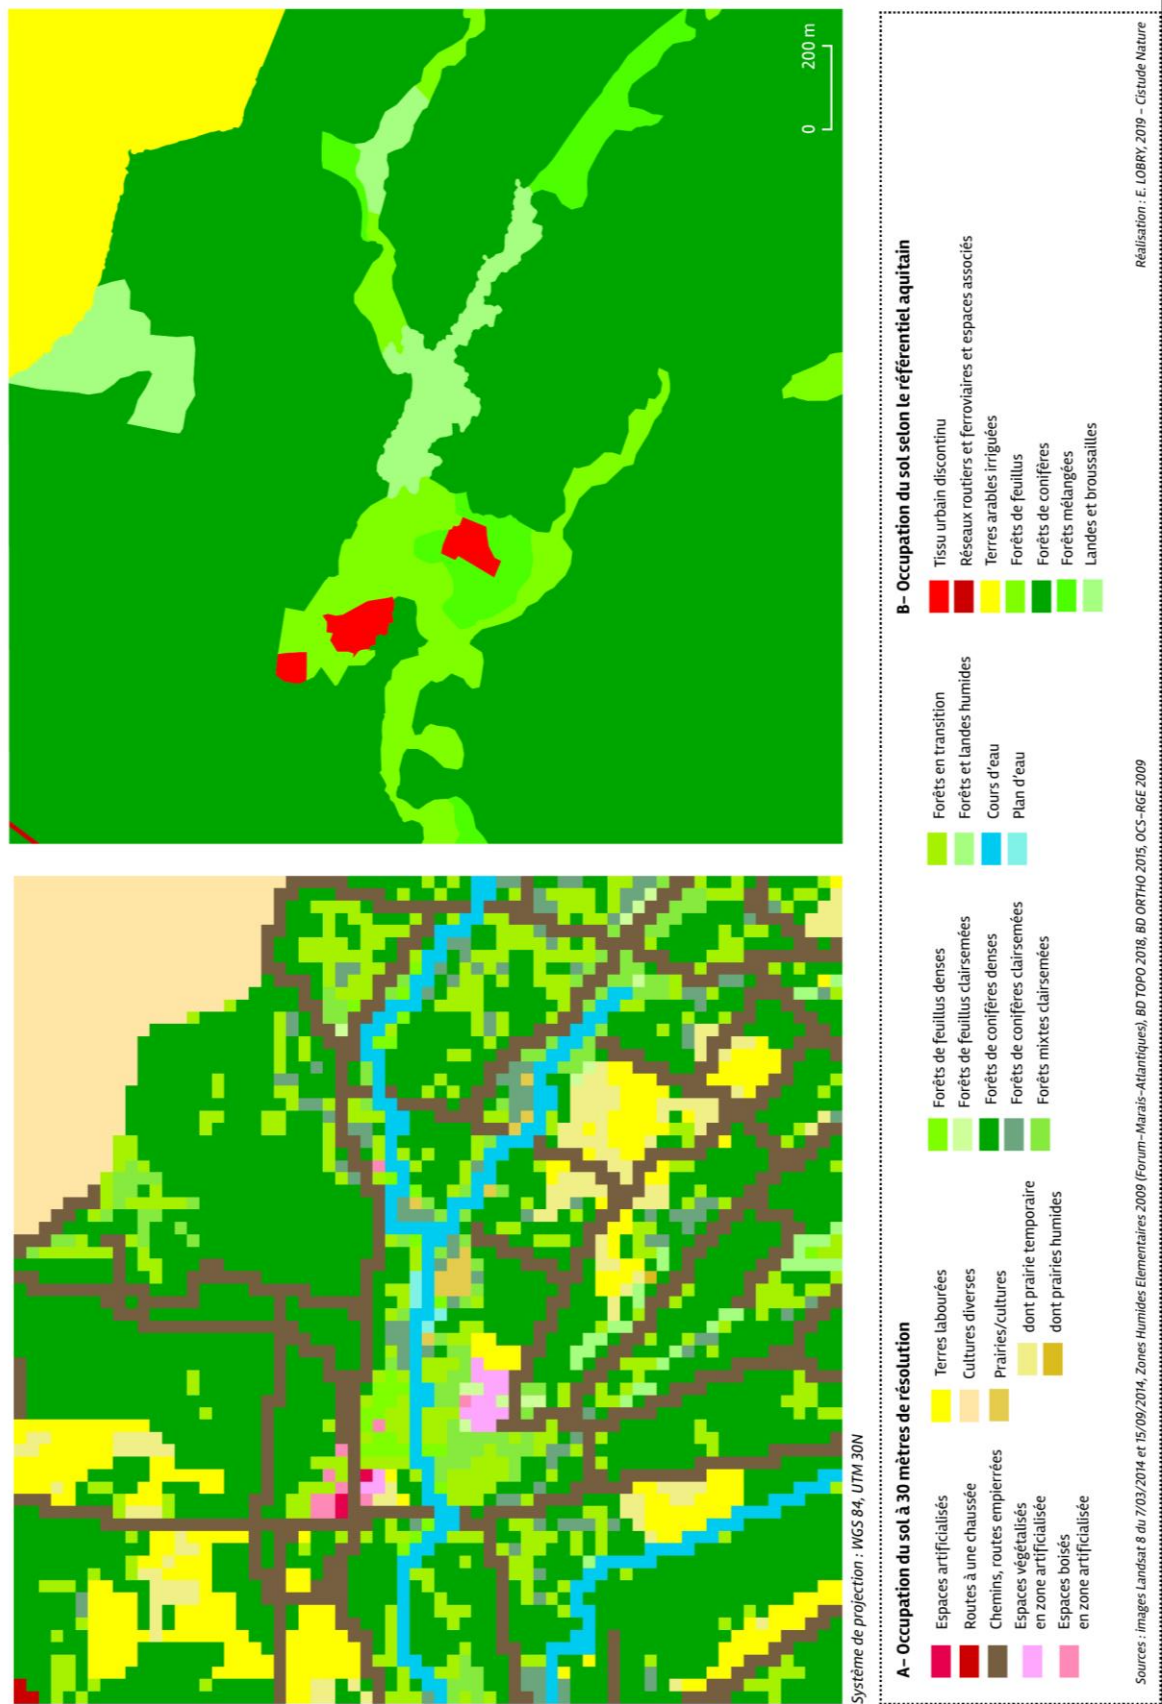 0 200 m
Système de projection : WGS 84, UTM 30N
A- Occupation du sol à 30 mètres de résolution
Espaces artificialisés
Routes à une chaussée
Chemins, routes empierrées
Espaces végétalisés
en zone artificialisée
Espaces boisés
en zone artificialisée
Terres labourées
Cultures diverses
Prairies/cultures
dont prairie temporaire
dont prairies humides
Forêts de feuillus denses
Forêts de feuillus clairsemées
Forêts de conifères denses
Forêts de conifères clairsemées
Forêts mixtes clairsemées
Forêts en transition
Forêts et landes humides
Cours d'eau
Plan d'eau
B- Occupation du sol selon le référentiel aquitain
Tissu urbain discontinu
Réseaux routiers et ferroviaires et espaces associés
Terres arables irriguées
Forêts de feuillus
Forêts de conifères
Forêts mélangées
Landes et broussailles
Sources : images Landsat 8 du 7/03/2014 et 15/09/2014, Zones Humides Elementaires 2009 (Forum-Marais-Atlantiques), BD TOPO 2018, BD ORTHO 2015, OCS-RGE 2009
Réalisation : E. LOBRY, 2019 - Cistude Nature